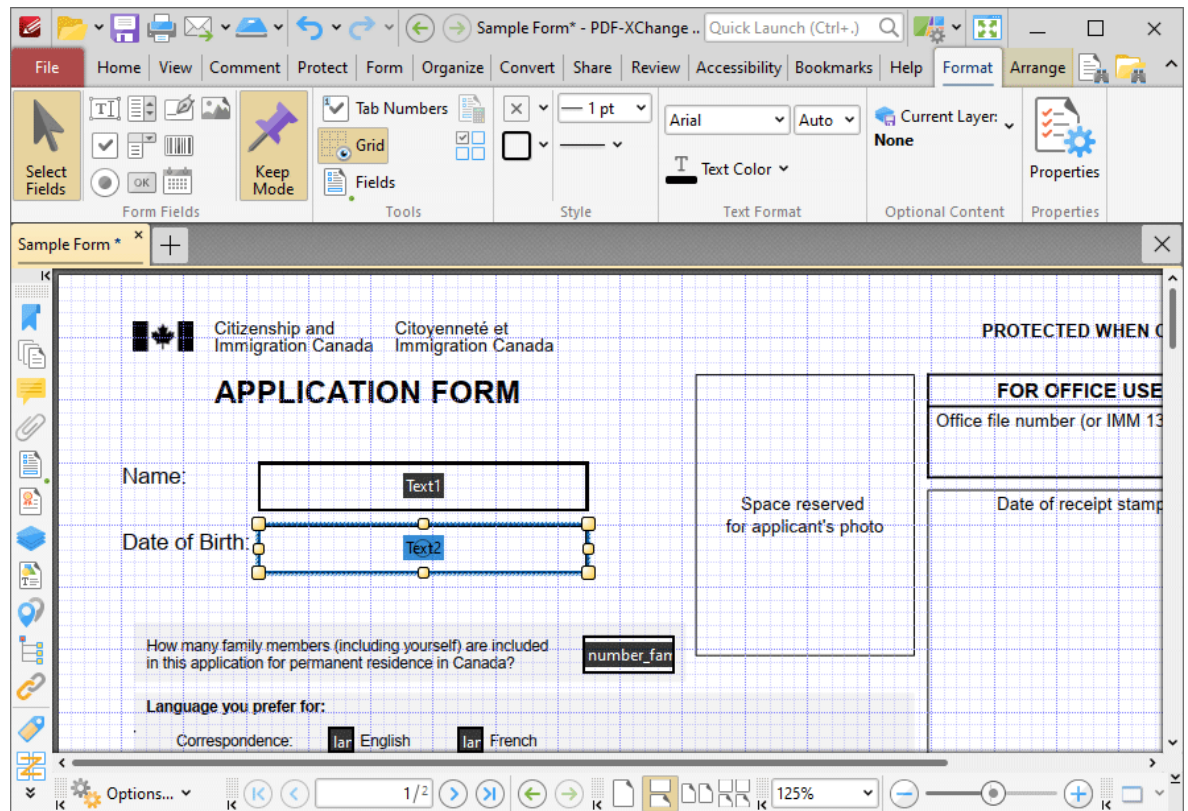 Sample Form* - PDF-XChange .. Quick Launch (Ctrl+.)
File Home View Comment Protect Form Organize Convert Share Review Accessibility Bookmarks Help Format Arrange
Select Fields
OK
Keep Mode
Form Fields
Tab Numbers
Grid
Fields
Tools
1 pt
Style
Arial Auto
T Text Color
Text Format
Current Layer:
None
Optional Content
Properties
Properties
Sample Form *
Citizenship and Immigration Canada
Citoyenneté et Immigration Canada
PROTECTED WHEN C
APPLICATION FORM
FOR OFFICE USE
Office file number (or IMM 13
Name:
Text1
Space reserved
for applicant's photo
Date of receipt stamp
Date of Birth:
Text2
How many family members (including yourself) are included
in this application for permanent residence in Canada?
number_fan
Language you prefer for:
Correspondence: lar English lar French
Options... 1/2 125%